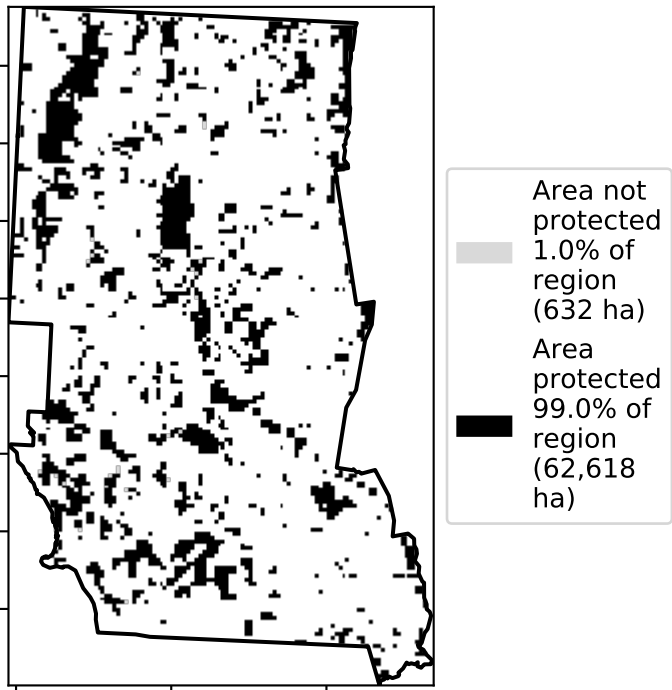 Area not
protected
1.0% of
region
(632 ha)
Area
protected
99.0% of
region
(62,618
ha)